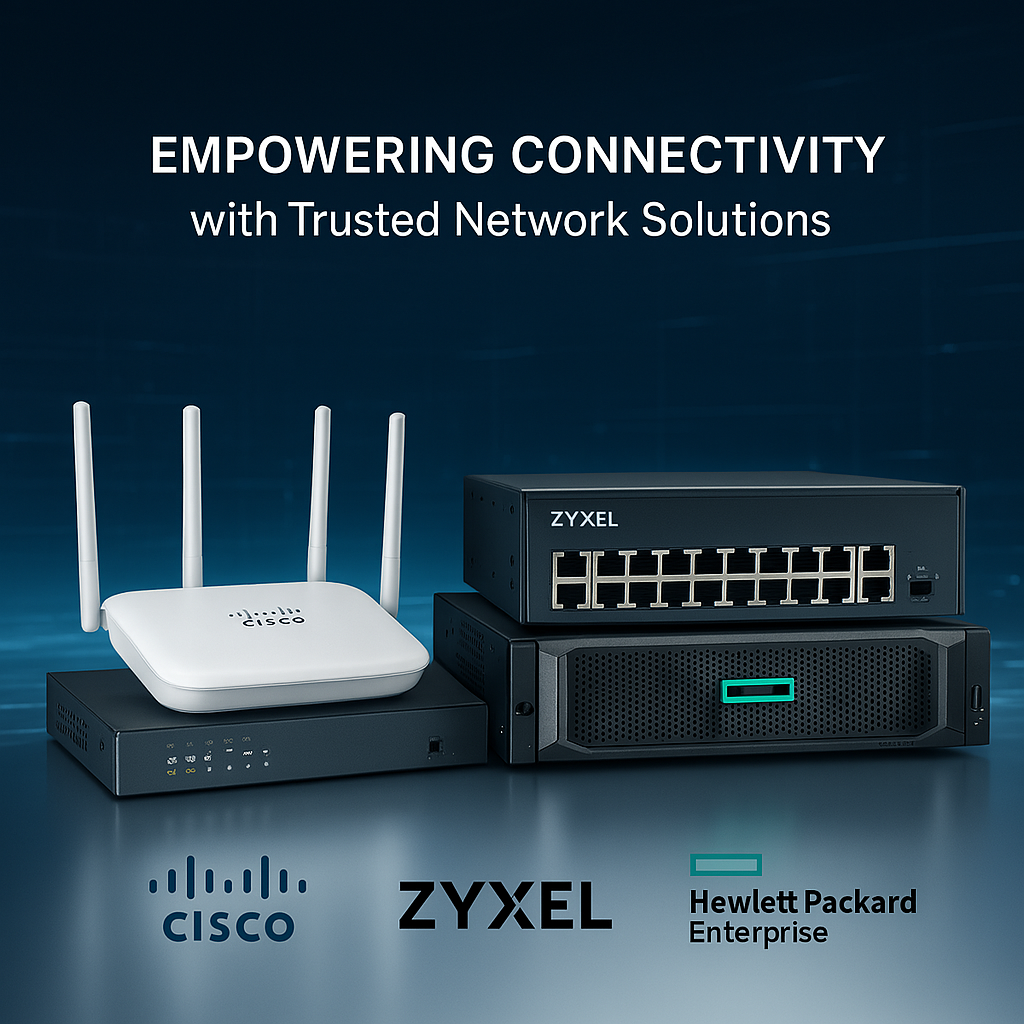 EMPOWERING CONNECTIVITY
with Trusted Network Solutions
ZYXEL
CISCO
CISCO
ZYXEL
Hewlett Packard
Enterprise